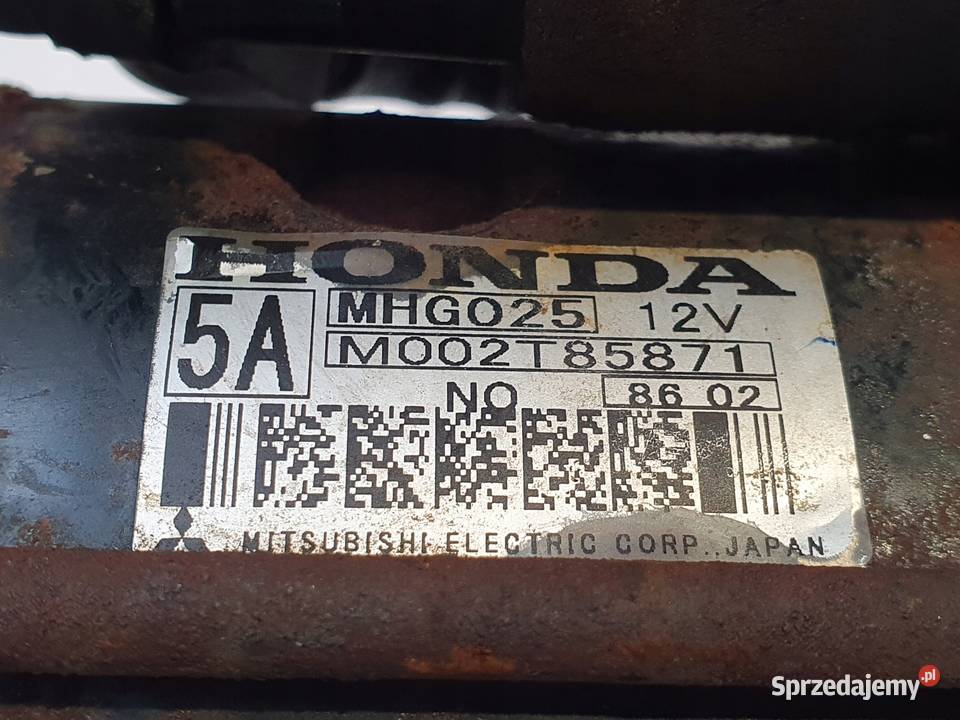 HONDA
5A
MHG025 12V
M002T85871
NO 86 02
MITSUBISHI ELECTRIC CORP., JAPAN
Sprzedajemy.pl